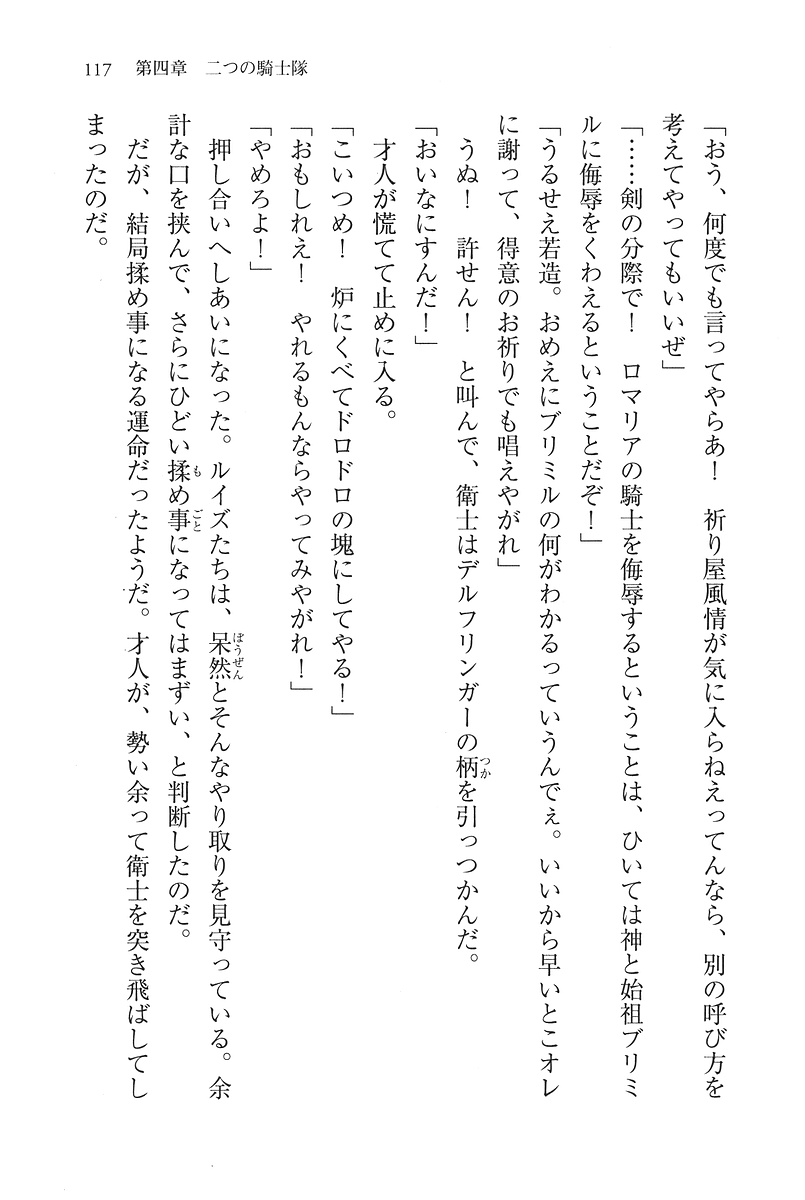 117　第四章　二つの騎士隊
「おう、何度でも言ってやらあ！　祈り屋風情が気に入らねえってんなら、別の呼び方を
考えてやってもいいぜ」
「……剣の分際で！　ロマリアの騎士を侮辱するということは、ひいては神と始祖ブリミ
ルに侮辱をくわえるということだぞ！」
「うるせえ若造。おめえにブリミルの何がわかるっていうんでぇ。いいから早いとこオレ
に謝って、得意のお祈りでも唱えやがれ」
うぬ！　許せん！　と叫んで、衛士はデルフリンガーの柄を引っつかんだ。
「おいなにすんだ！」
才人が慌てて止めに入る。
「こいつめ！　炉にくべてドロドロの塊にしてやる！」
「おもしれえ！　やれるもんならやってみやがれ！」
「やめろよ！」
押し合いへしあいになった。ルイズたちは、呆然とそんなやり取りを見守っている。余
計な口を挟んで、さらにひどい揉め事になってはまずい、と判断したのだ。
だが、結局揉め事になる運命だったようだ。才人が、勢い余って衛士を突き飛ばしてし
まったのだ。